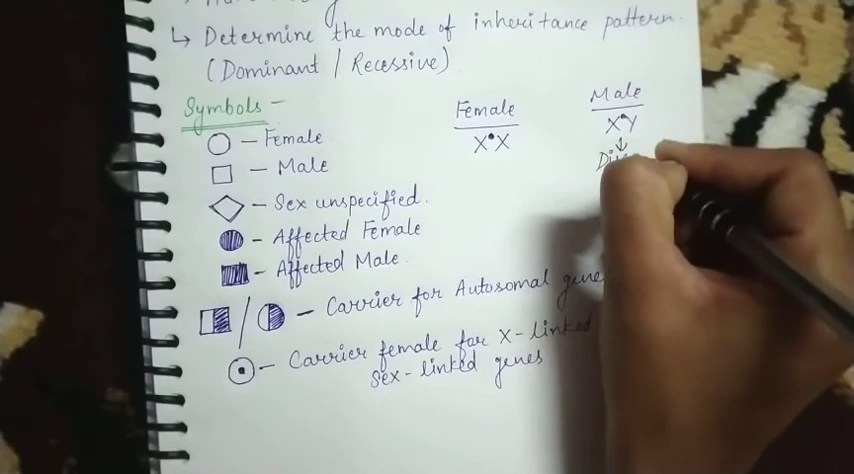 ↳ Determine the mode of inheritance pattern.
(Dominant / Recessive)
Symbols -
○ - Female
□ - Male
◇ - Sex unspecified.
- Affected Female
- Affected Male.
/ - Carrier for Autosomal gene
- Carrier female for X-linked
Sex-linked genes
Female
X•X
Male
X•Y
↓